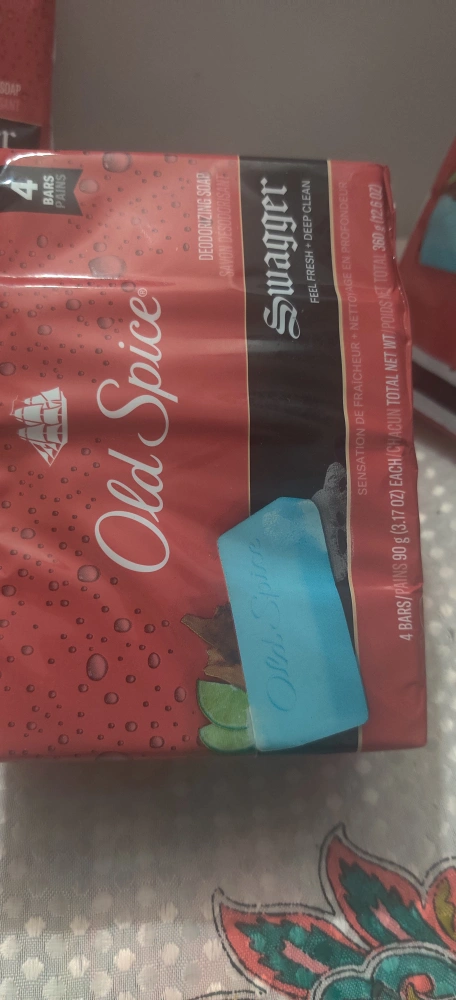 SOAP
r
4
BARS
PAINS
DEODORIZING SOAP
Old Spice®
Swagger
FEEL FRESH + DEEP CLEAN
SENSATION DE FRAÎCHEUR + NETTOYAGE EN PROFONDEUR
4 BARS/PAINS 90 g (3.17 OZ) EACH/CHACUN TOTAL NET WT/POIDS NET TOTAL 360 g (12.6 OZ)
Old Spice